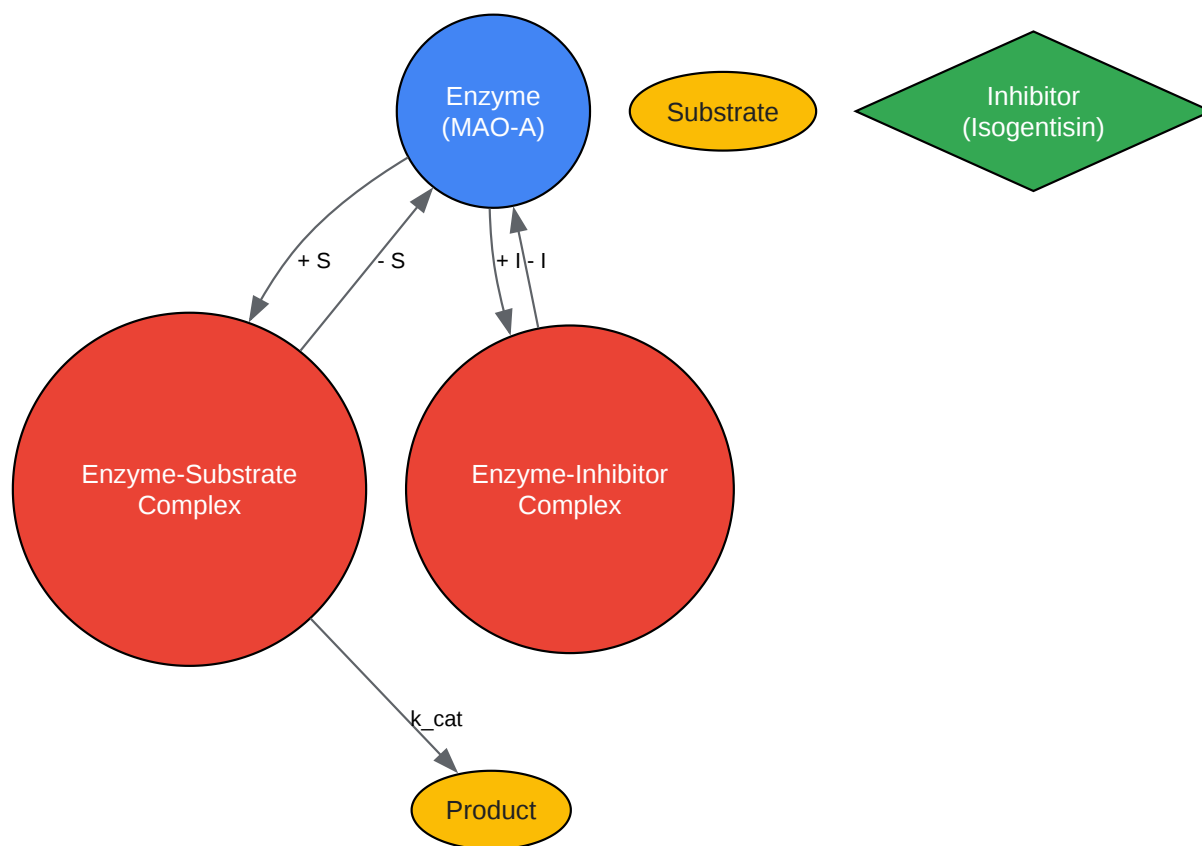 Enzyme
(MAO-A)
Substrate
Inhibitor
(Isogentisin)
+ S
- S
+ I
- I
Enzyme-Substrate
Complex
Enzyme-Inhibitor
Complex
k_cat
Product